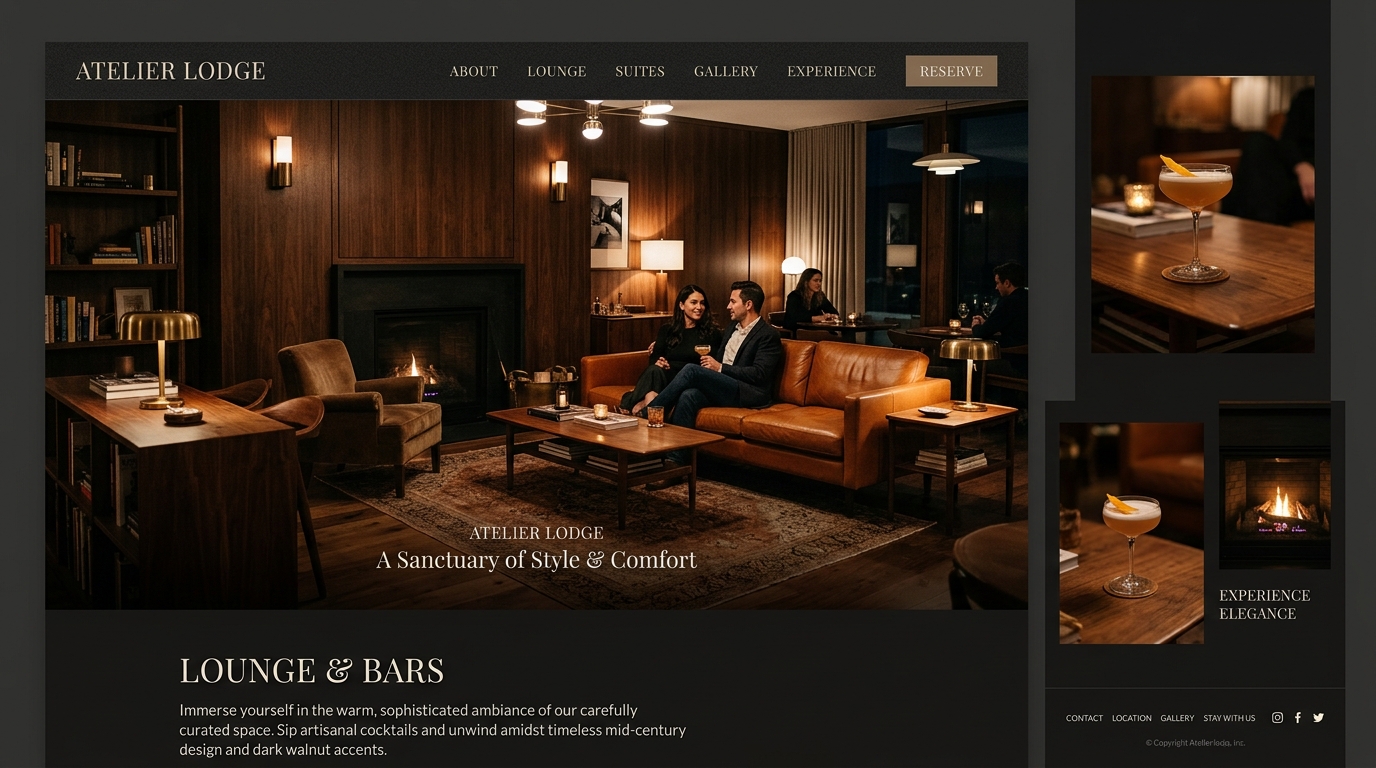 ATELIER LODGE
ABOUT LOUNGE SUITES GALLERY EXPERIENCE RESERVE
ATELIER LODGE
A Sanctuary of Style & Comfort
LOUNGE & BARS
Immerse yourself in the warm, sophisticated ambiance of our carefully
curated space. Sip artisanal cocktails and unwind amidst timeless mid-century
design and dark walnut accents.
EXPERIENCE
ELEGANCE
CONTACT LOCATION GALLERY STAY WITH US
© Copyright Inc.